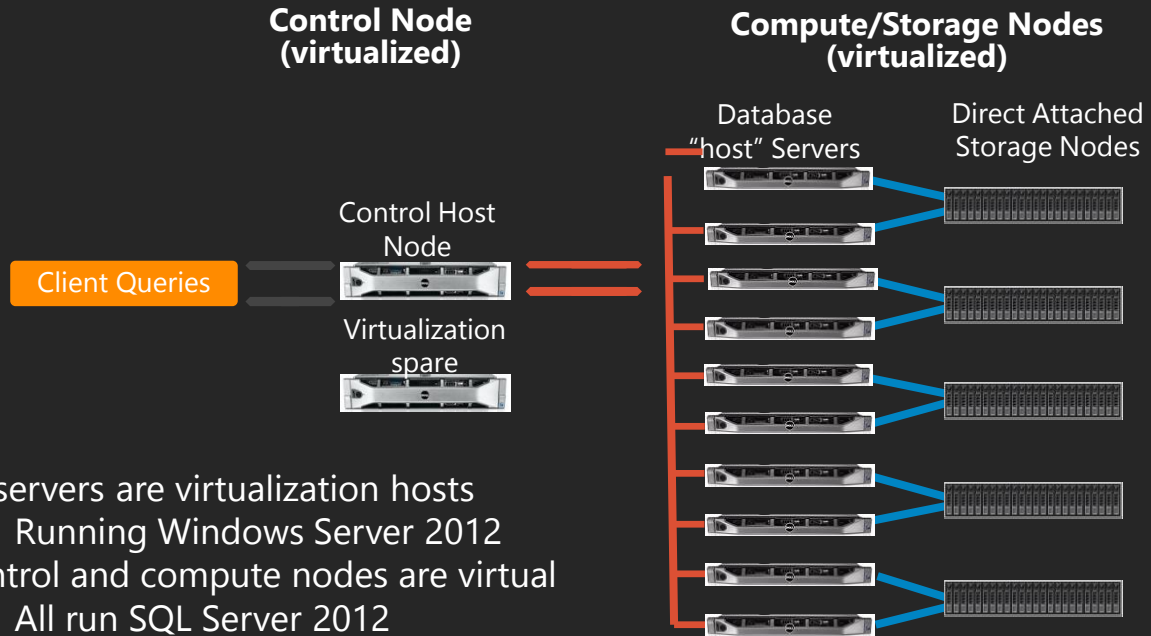 Control Node
(virtualized)
Compute/Storage Nodes
(virtualized)
Database
“host” Servers
Direct Attached
Storage Nodes
Control Host
Node
Client Queries
Virtualization
spare
servers are virtualization hosts
Running Windows Server 2012
ntrol and compute nodes are virtual
All run SQL Server 2012